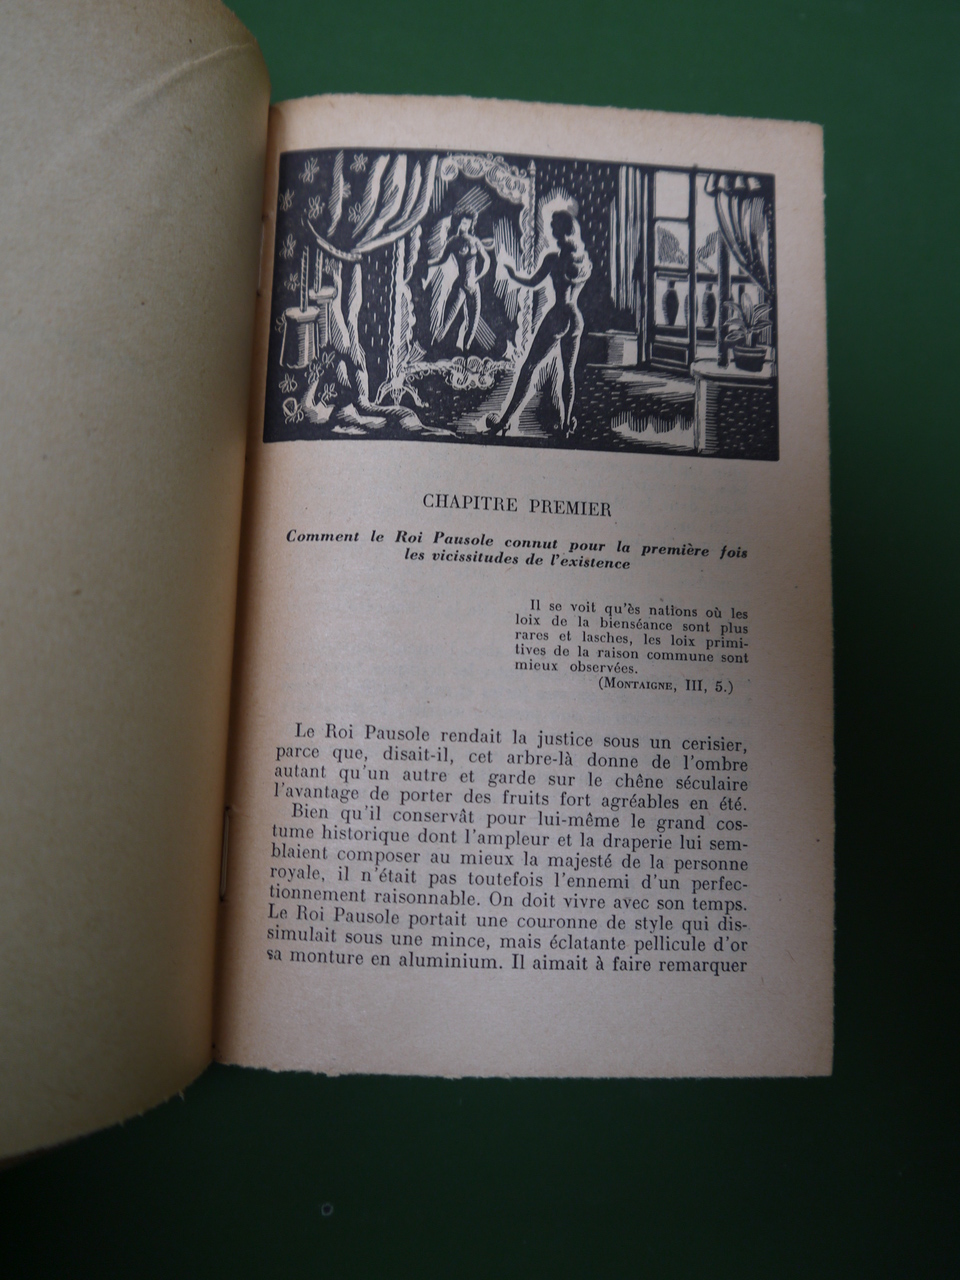 CHAPITRE PREMIER
Comment le Roi Pausole connut pour la première fois
les vicissitudes de l'existence
Il se voit qu'ès nations où les
loix de la bienséance sont plus
rares et lasches, les loix primi-
tives de la raison commune sont
mieux observées.
(MONTAIGNE, III, 5.)
Le Roi Pausole rendait la justice sous un cerisier,
parce que, disait-il, cet arbre-là donne de l'ombre
autant qu'un autre et garde sur le chêne séculaire
l'avantage de porter des fruits fort agréables en été.
Bien qu'il conservât pour lui-même le grand cos-
tume historique dont l'ampleur et la draperie lui sem-
blaient composer au mieux la majesté de la personne
royale, il n'était pas toutefois l'ennemi d'un perfec-
tionnement raisonnable. On doit vivre avec son temps.
Le Roi Pausole portait une couronne de style qui dis-
simulait sous une mince, mais éclatante pellicule d'or
sa monture en aluminium. Il aimait à faire remarquer